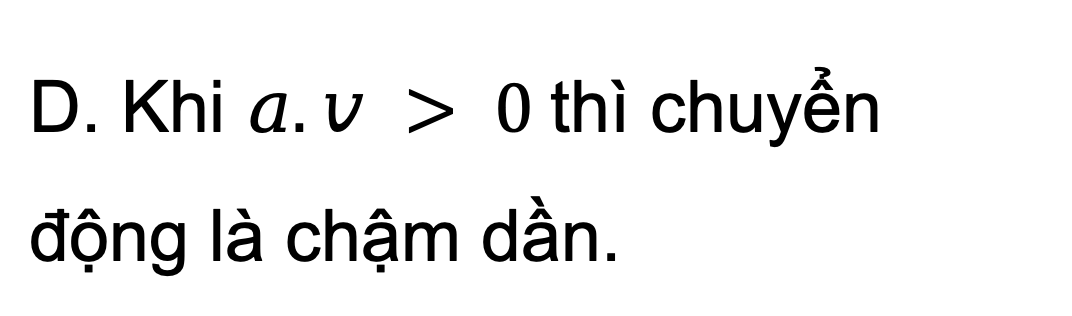 D. Khi a.v > 0 thì chuyển
động là chậm dần.